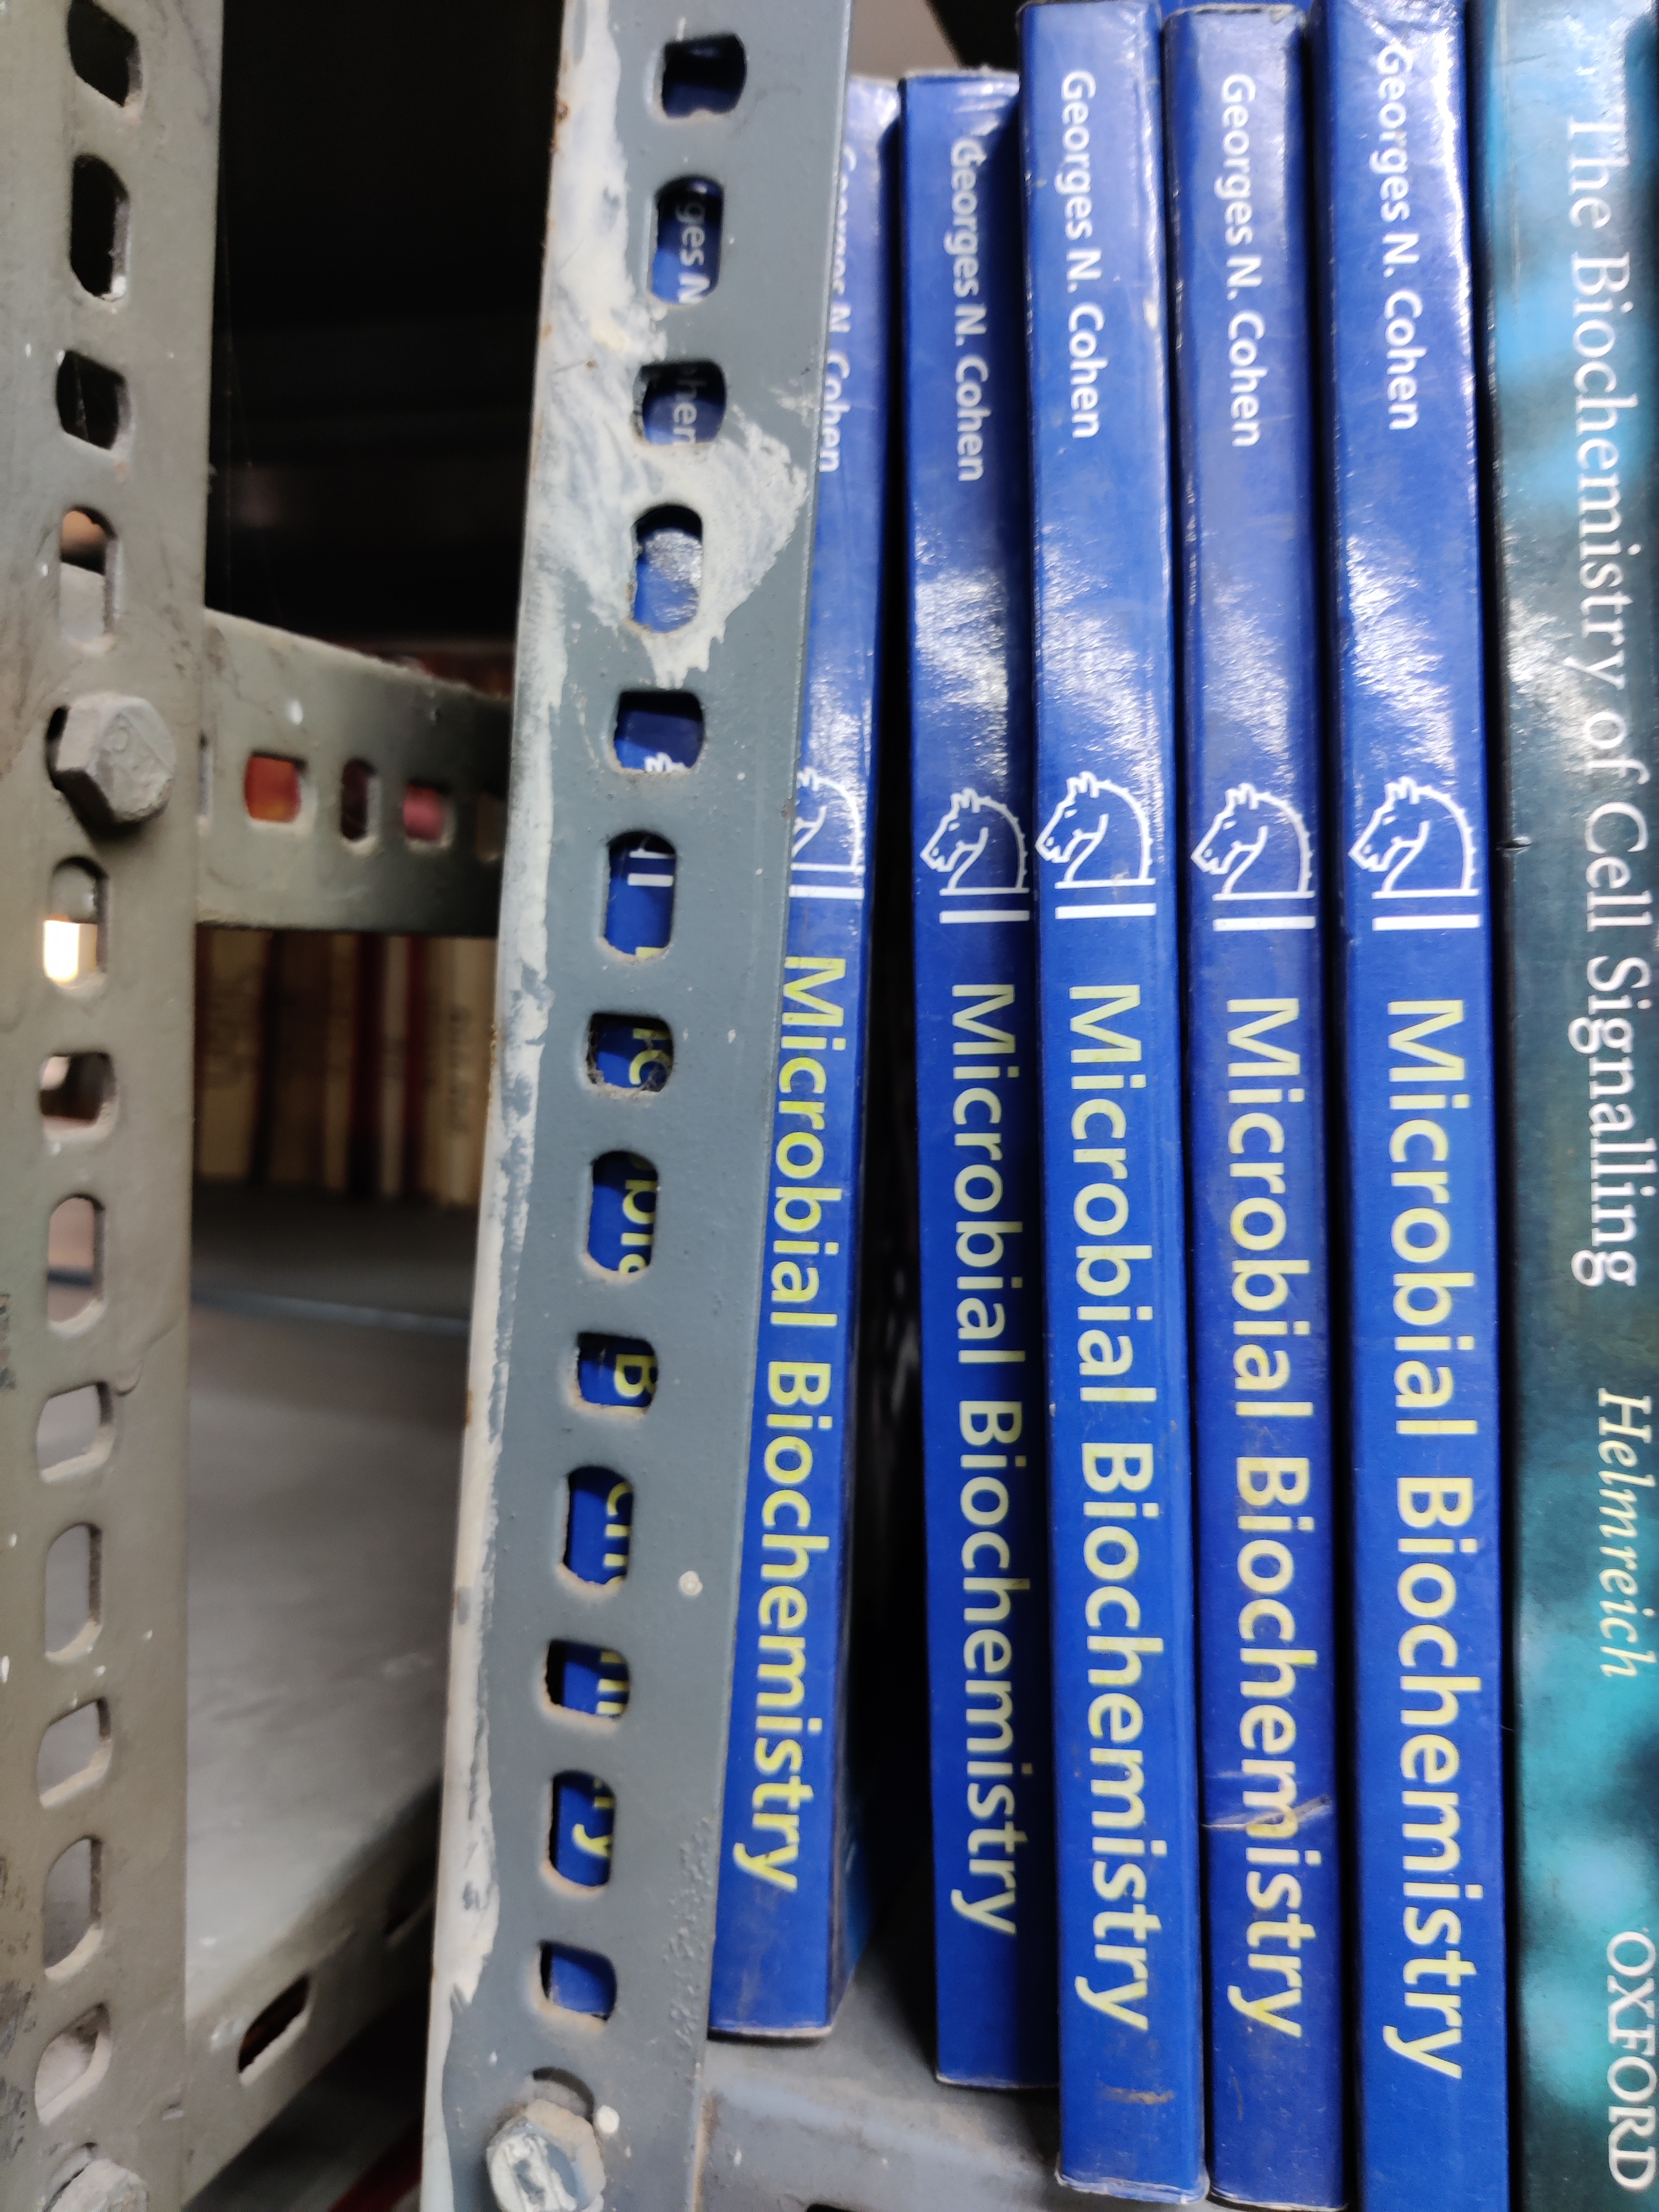 Georges N. Cohen
Microbial Biochemistry
Georges N. Cohen
Microbial Biochemistry
Georges N. Cohen
Microbial Biochemistry
Georges N. Cohen
Microbial Biochemistry
Georges N. Cohen
Microbial Biochemistry
The Biochemistry of Cell Signalling Helmreich OXFORD